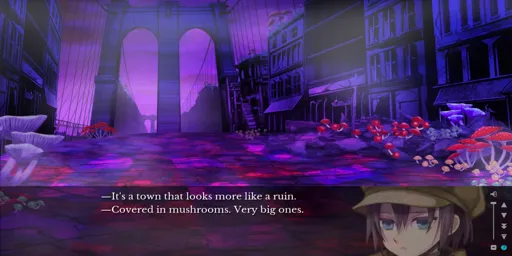 —It's a town that looks more like a ruin.
—Covered in mushrooms. Very big ones.